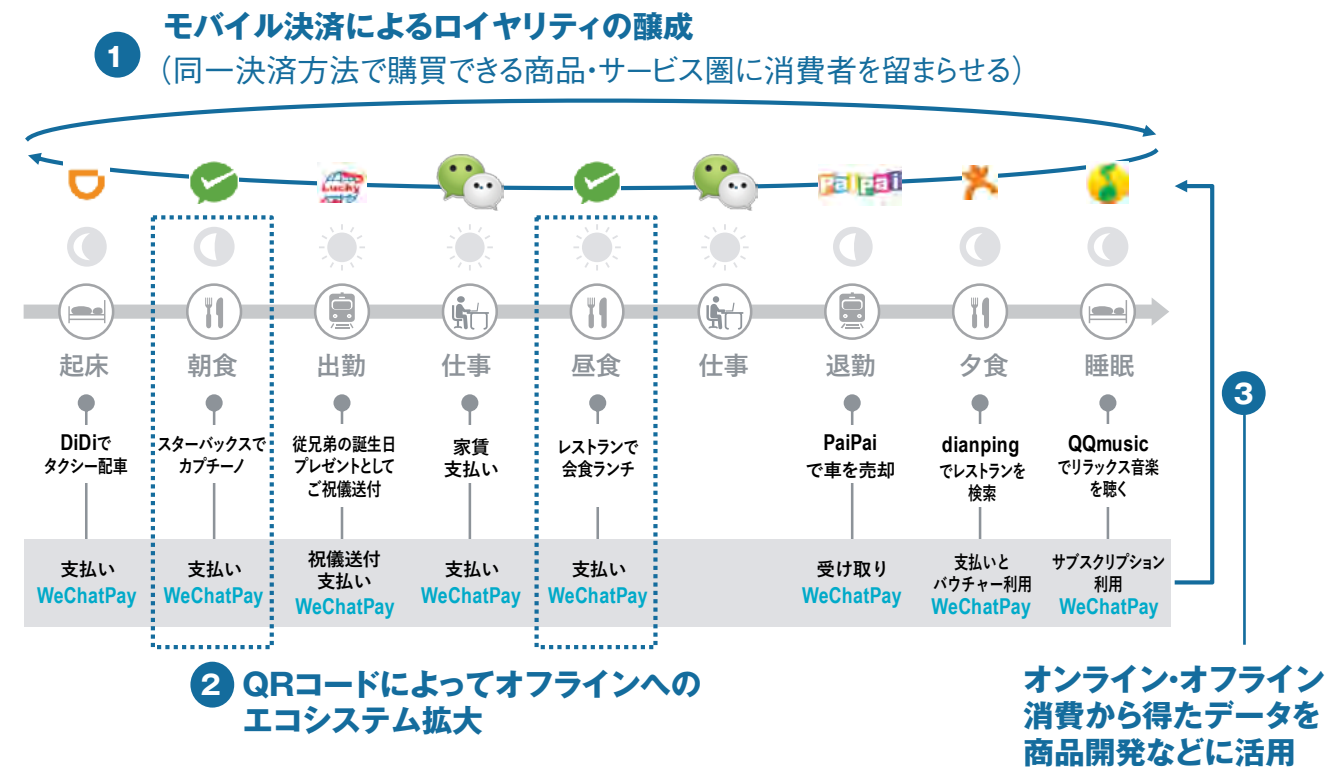 1
モバイル決済によるロイヤリティの醸成
（同一決済方法で購買できる商品・サービス圏に消費者を留まらせる）
Lucky
PaiPai
起床
朝食
出勤
仕事
昼食
仕事
退勤
夕食
睡眠
DiDiで
タクシー配車
スターバックスで
カプチーノ
従兄弟の誕生日
プレゼントとして
ご祝儀送付
家賃
支払い
レストランで
会食ランチ
PaiPai
で車を売却
dianping
でレストランを
検索
QQmusic
でリラックス音楽
を聴く
支払い
WeChatPay
支払い
WeChatPay
祝儀送付
支払い
WeChatPay
支払い
WeChatPay
支払い
WeChatPay
受け取り
WeChatPay
支払いと
バウチャー利用
WeChatPay
サブスクリプション
利用
WeChatPay
2
QRコードによってオフラインへの
エコシステム拡大
3
オンライン・オフライン
消費から得たデータを
商品開発などに活用